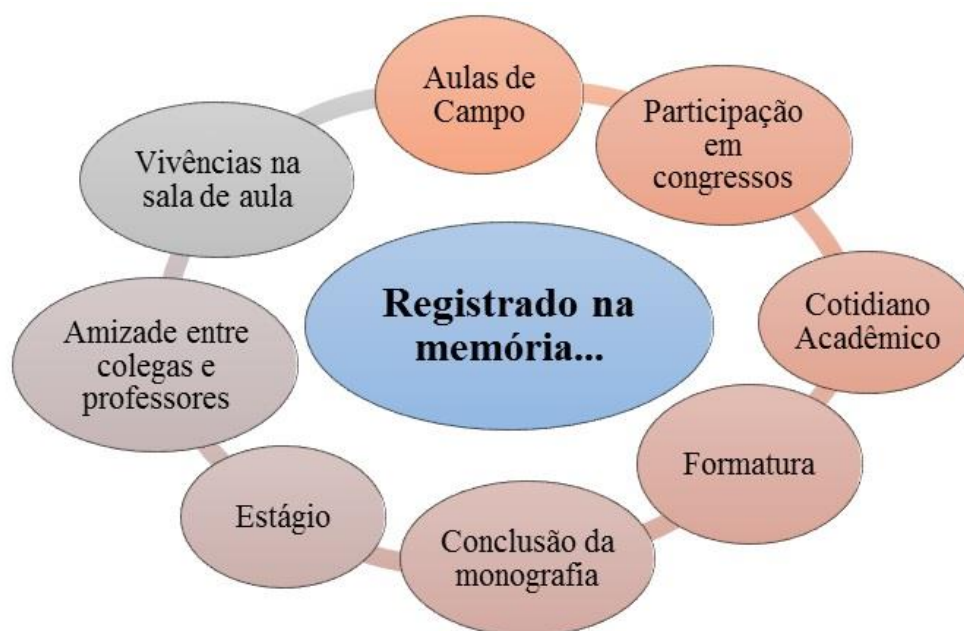 Aulas de
Campo
Participação
em
congressos
Cotidiano
Acadêmico
Formatura
Conclusão da
monografia
Estágio
Amizade entre
colegas e
professores
Vivências na
sala de aula
Registrado na
memória...